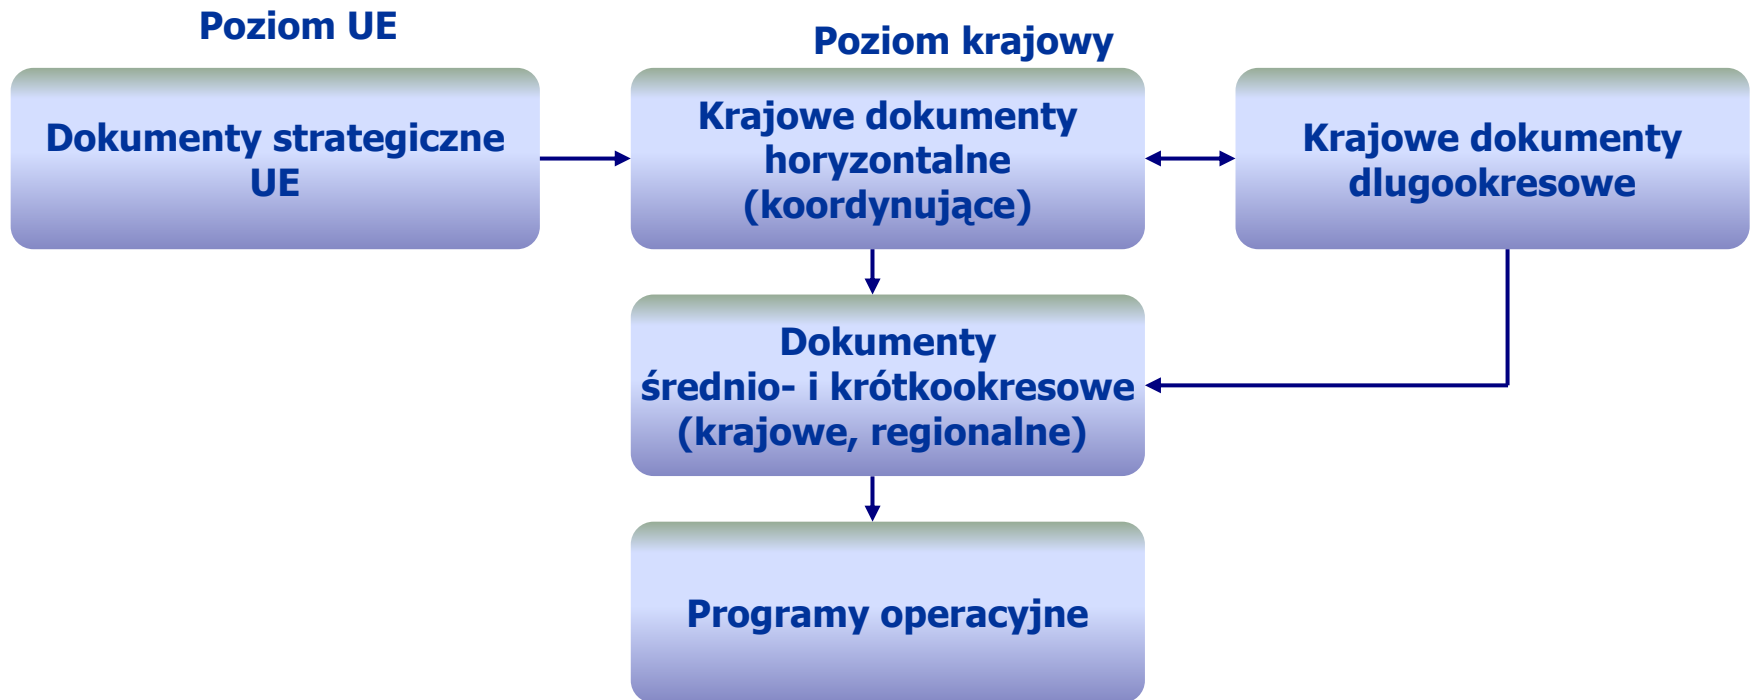 Poziom UE
Poziom krajowy
Dokumenty strategiczne
UE
Krajowe dokumenty
horyzontalne
(koordynujące)
Krajowe dokumenty
dlugookresowe
Dokumenty
średnio- i krótkookresowe
(krajowe, regionalne)
Programy operacyjne